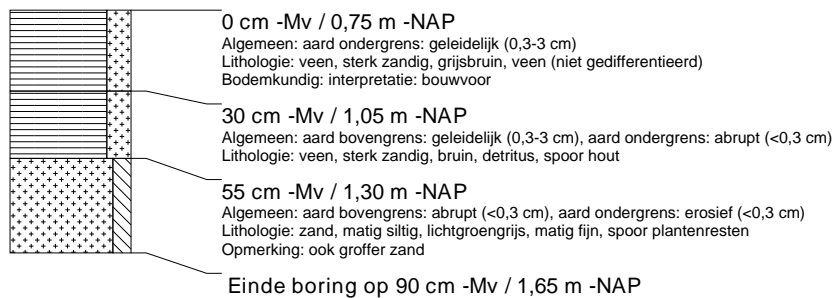 0 cm -Mv / 0,75 m -NAP
Algemeen: aard ondergrens: geleidelijk (0,3-3 cm)
Lithologie: veen, sterk zandig, grijsbruin, veen (niet gedifferentieerd)
Bodemkundig: interpretatie: bouwvoor
30 cm -Mv / 1,05 m -NAP
Algemeen: aard bovengrens: geleidelijk (0,3-3 cm), aard ondergrens: abrupt (<0,3 cm)
Lithologie: veen, sterk zandig, bruin, detritus, spoor hout
55 cm -Mv / 1,30 m -NAP
Algemeen: aard bovengrens: abrupt (<0,3 cm), aard ondergrens: erosief (<0,3 cm)
Lithologie: zand, matig siltig, lichtgroengrijs, matig fijn, spoor plantenresten
Opmerking: ook groffer zand
Einde boring op 90 cm -Mv / 1,65 m -NAP